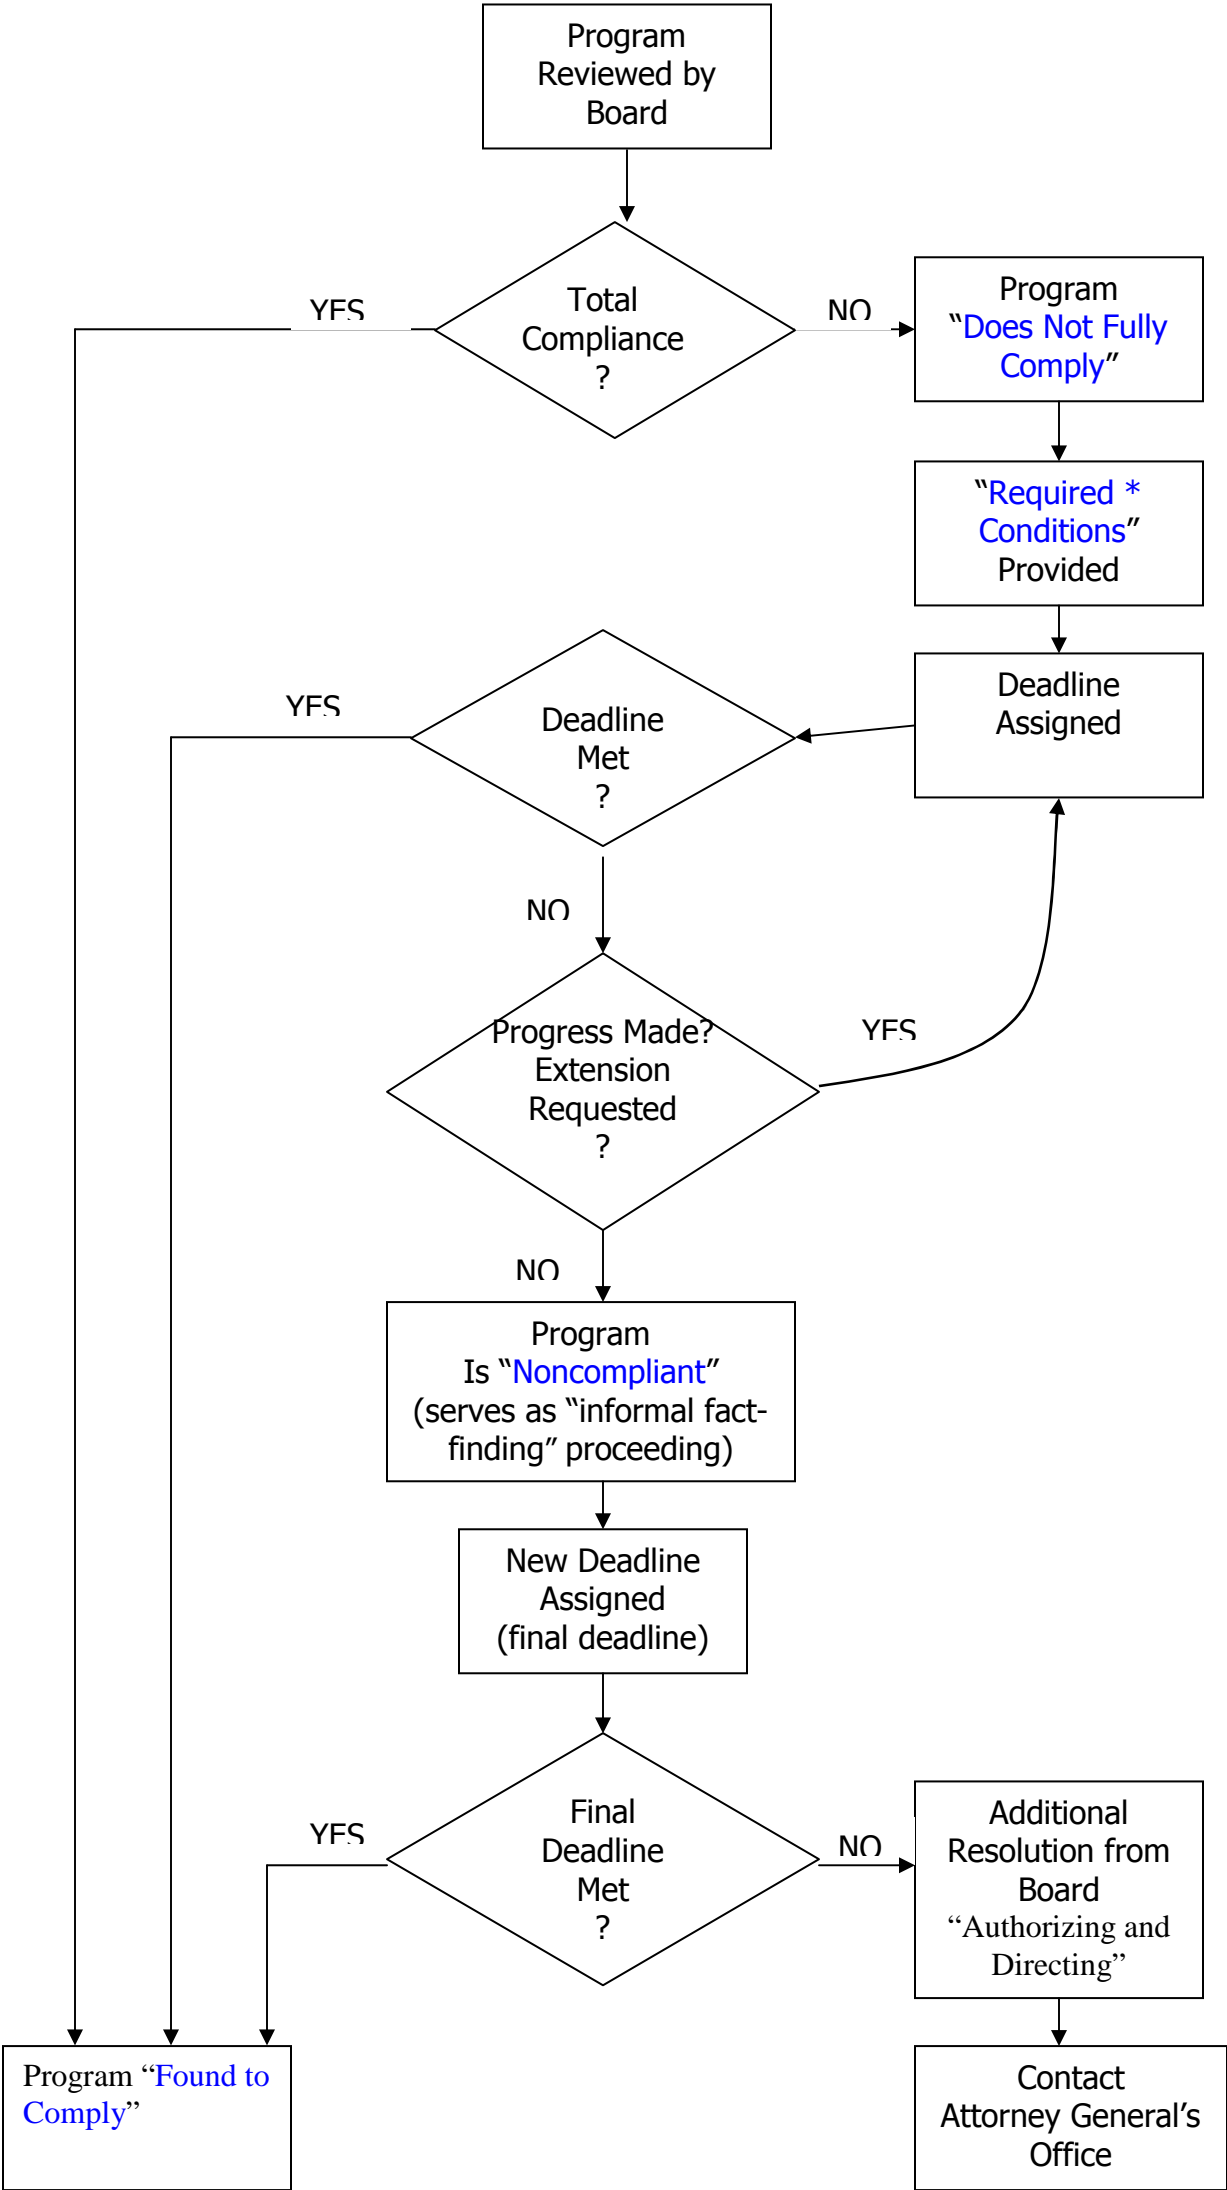 Program
Reviewed by
Board
Total
Compliance
?
YES
NO
Program
“Does Not Fully
Comply”
“Required *
Conditions”
Provided
Deadline
Assigned
Deadline
Met
?
YES
NO
Progress Made?
Extension
Requested
?
YES
NO
Program
Is “Noncompliant”
(serves as “informal fact-
finding” proceeding)
New Deadline
Assigned
(final deadline)
Final
Deadline
Met
?
YES
NO
Additional
Resolution from
Board
“Authorizing and
Directing”
Program “Found to
Comply”
Contact
Attorney General’s
Office